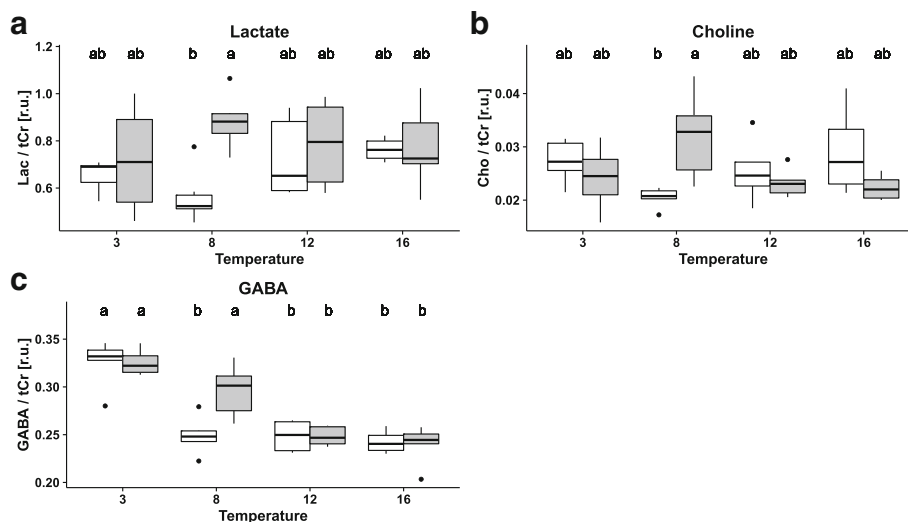 a
Lactate
Lac / tCr [r.u.]
1.2
1.0
0.8
0.6
ab ab b a ab ab ab ab
3 8 12 16
Temperature
b
Choline
Cho / tCr [r.u.]
0.04
0.03
0.02
ab ab b a ab ab ab ab
3 8 12 16
Temperature
c
GABA
GABA / tCr [r.u.]
0.35
0.30
0.25
0.20
a a b a b b b b
3 8 12 16
Temperature